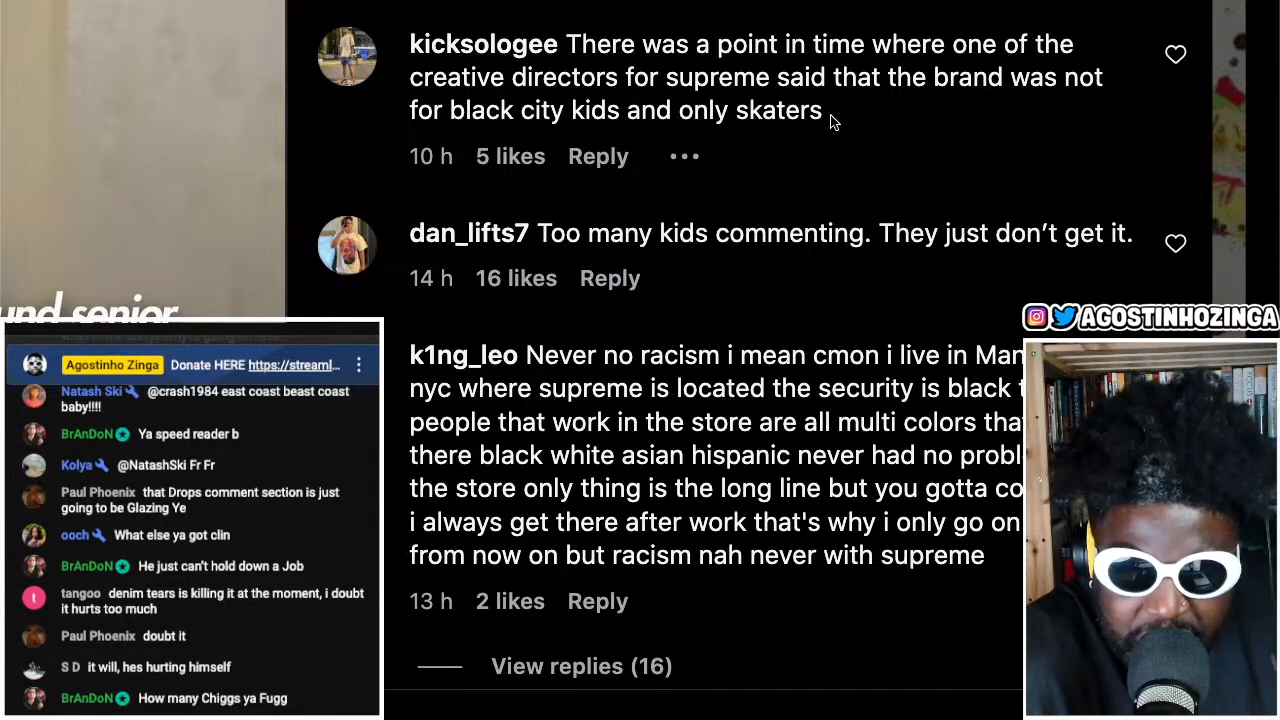 kicksologee There was a point in time where one of the
creative directors for supreme said that the brand was not
for black city kids and only skaters
10 h 5 likes Reply •••
dan_lifts7 Too many kids commenting. They just don’t get it.
14 h 16 likes Reply
und senior
AGOSTINHOZINGA
k1ng_leo Never no racism i mean cmon i live in Man
nyc where supreme is located the security is black
people that work in the store are all multi colors tha
there black white asian hispanic never had no probl
the store only thing is the long line but you gotta co
i always get there after work that's why i only go on
from now on but racism nah never with supreme
13 h 2 likes Reply
View replies (16)
Agostinho Zinga Donate HERE https://streaml...
Natash Ski @crash1984 east coast beast coast
baby!!!!
BrAnDoN Ya speed reader b
Kolya @NatashSki Fr Fr
Paul Phoenix that Drops comment section is just
going to be Glazing Ye
ooch What else ya got clin
BrAnDoN He just can’t hold down a Job
tangoo denim tears is killing it at the moment, i doubt
it hurts too much
Paul Phoenix doubt it
S D it will, hes hurting himself
BrAnDoN How many Chiggs ya Fugg